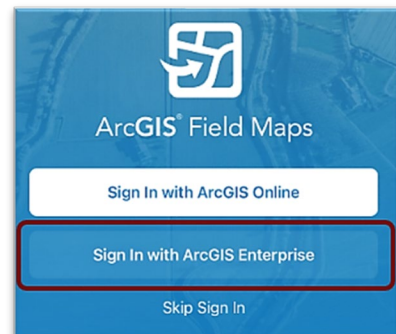 ArcGIS® Field Maps
Sign In with ArcGIS Online
Sign In with ArcGIS Enterprise
Skip Sign In